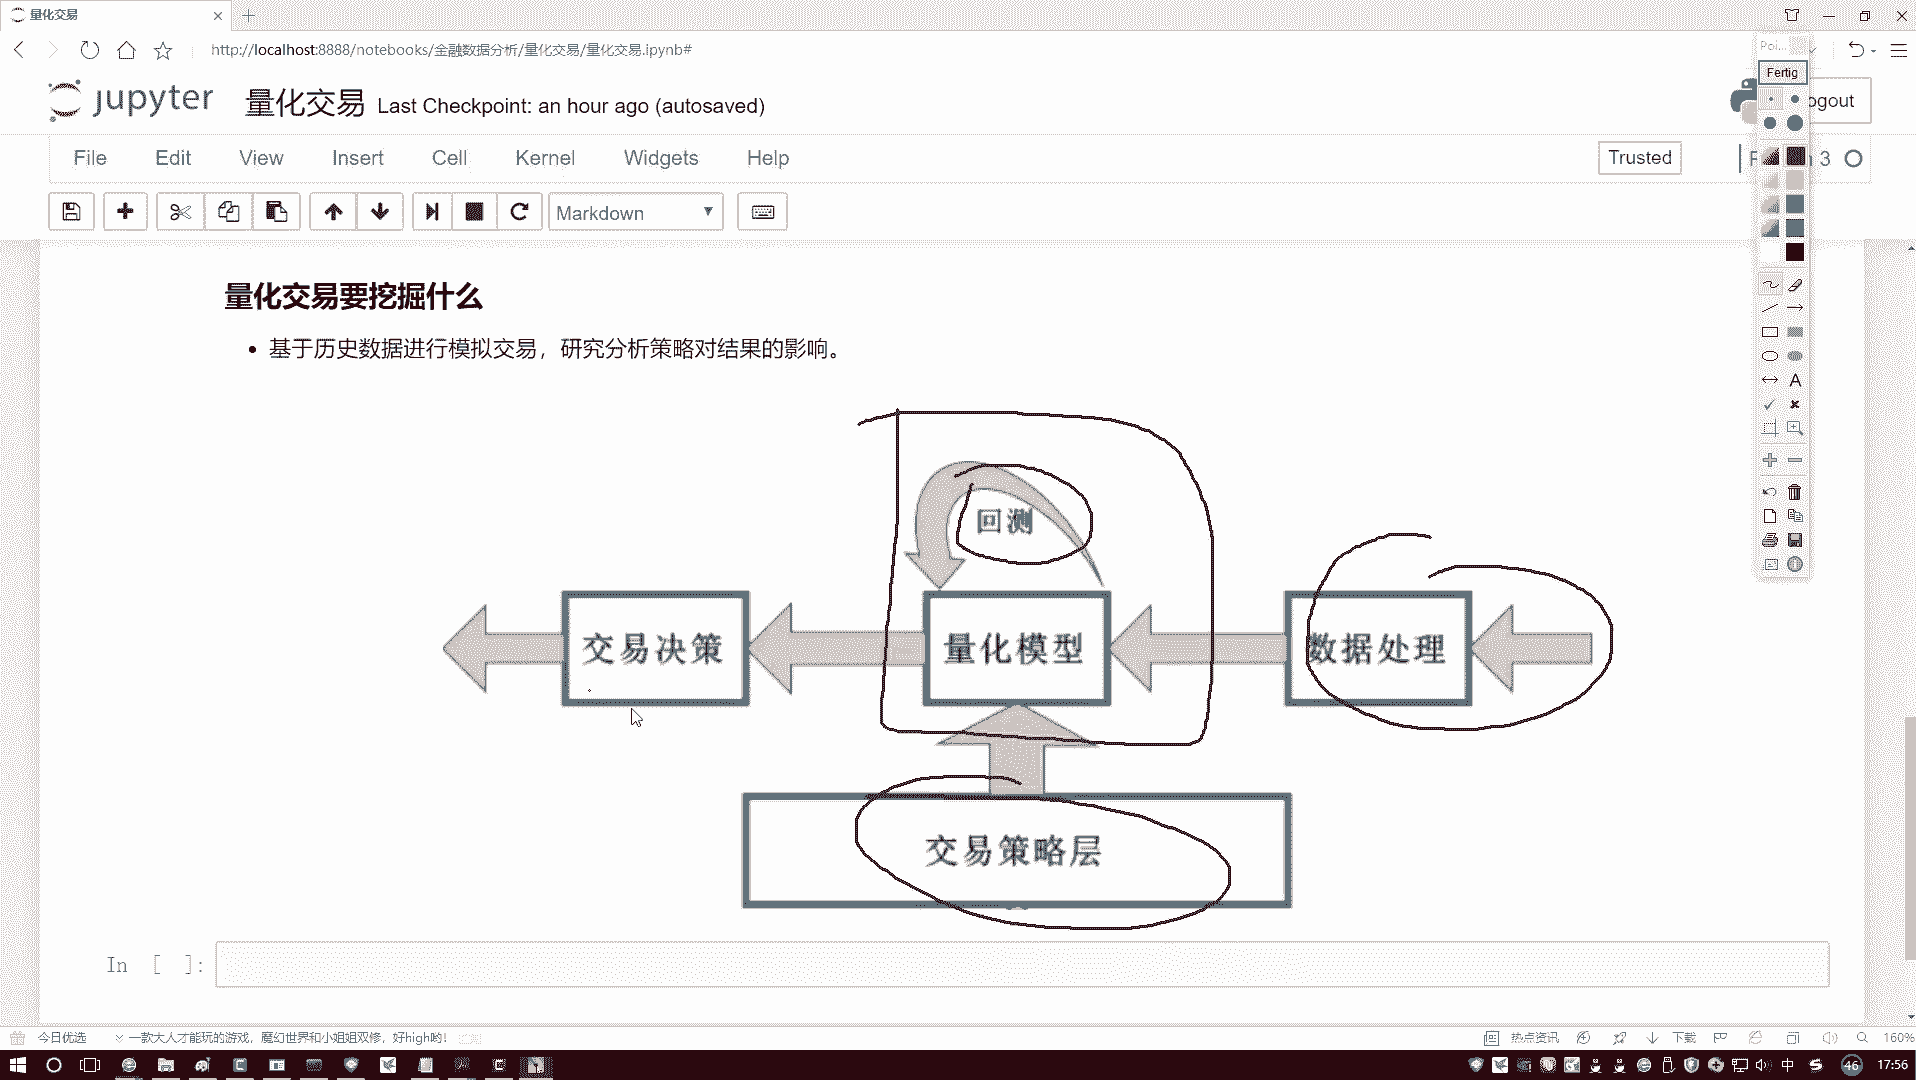 量化交易
http://localhost:8888/notebooks/金融数据分析/量化交易/量化交易.ipynb#
Poi...
Fertig
jupyter 量化交易 Last Checkpoint: an hour ago (autosaved)
ogout
File Edit View Insert Cell Kernel Widgets Help
Trusted
3
Markdown
量化交易要挖掘什么
基于历史数据进行模拟交易，研究分析策略对结果的影响。
回测
交易决策 量化模型 数据处理
交易策略层
In [ ]:
今日优选 一款大人才能玩的游戏，魔幻世界和小姐姐双修，好high哟！
热点资讯 下载 160%
中 46 17:56